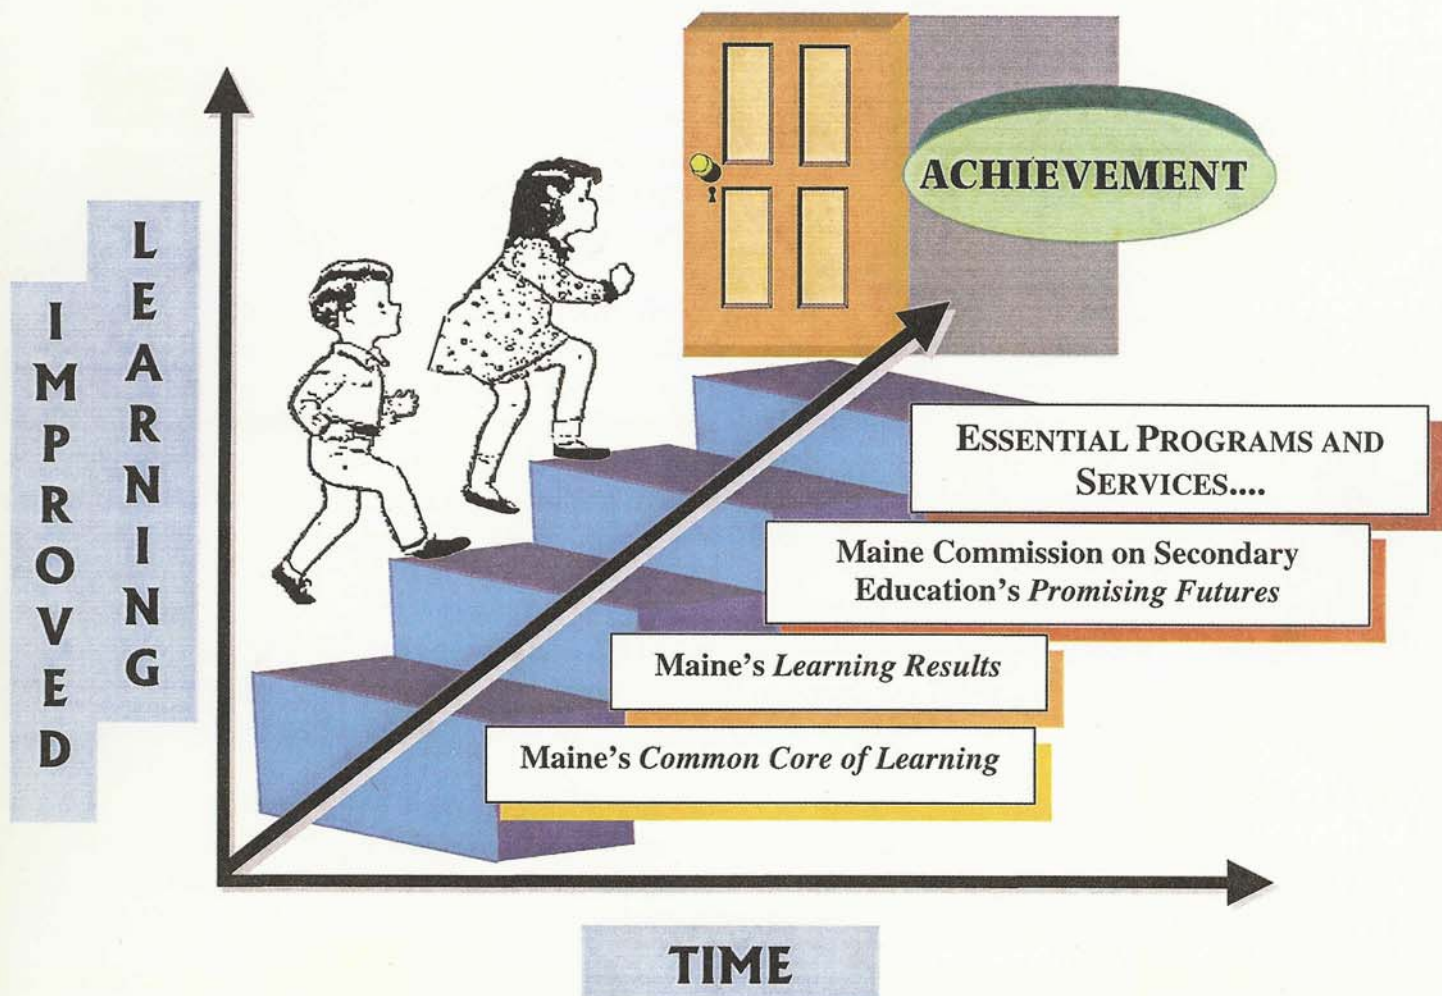 ACHIEVEMENT
IMPROVED
LEARNING
ESSENTIAL PROGRAMS AND
SERVICES....
Maine Commission on Secondary
Education's Promising Futures
Maine's Learning Results
Maine's Common Core of Learning
TIME